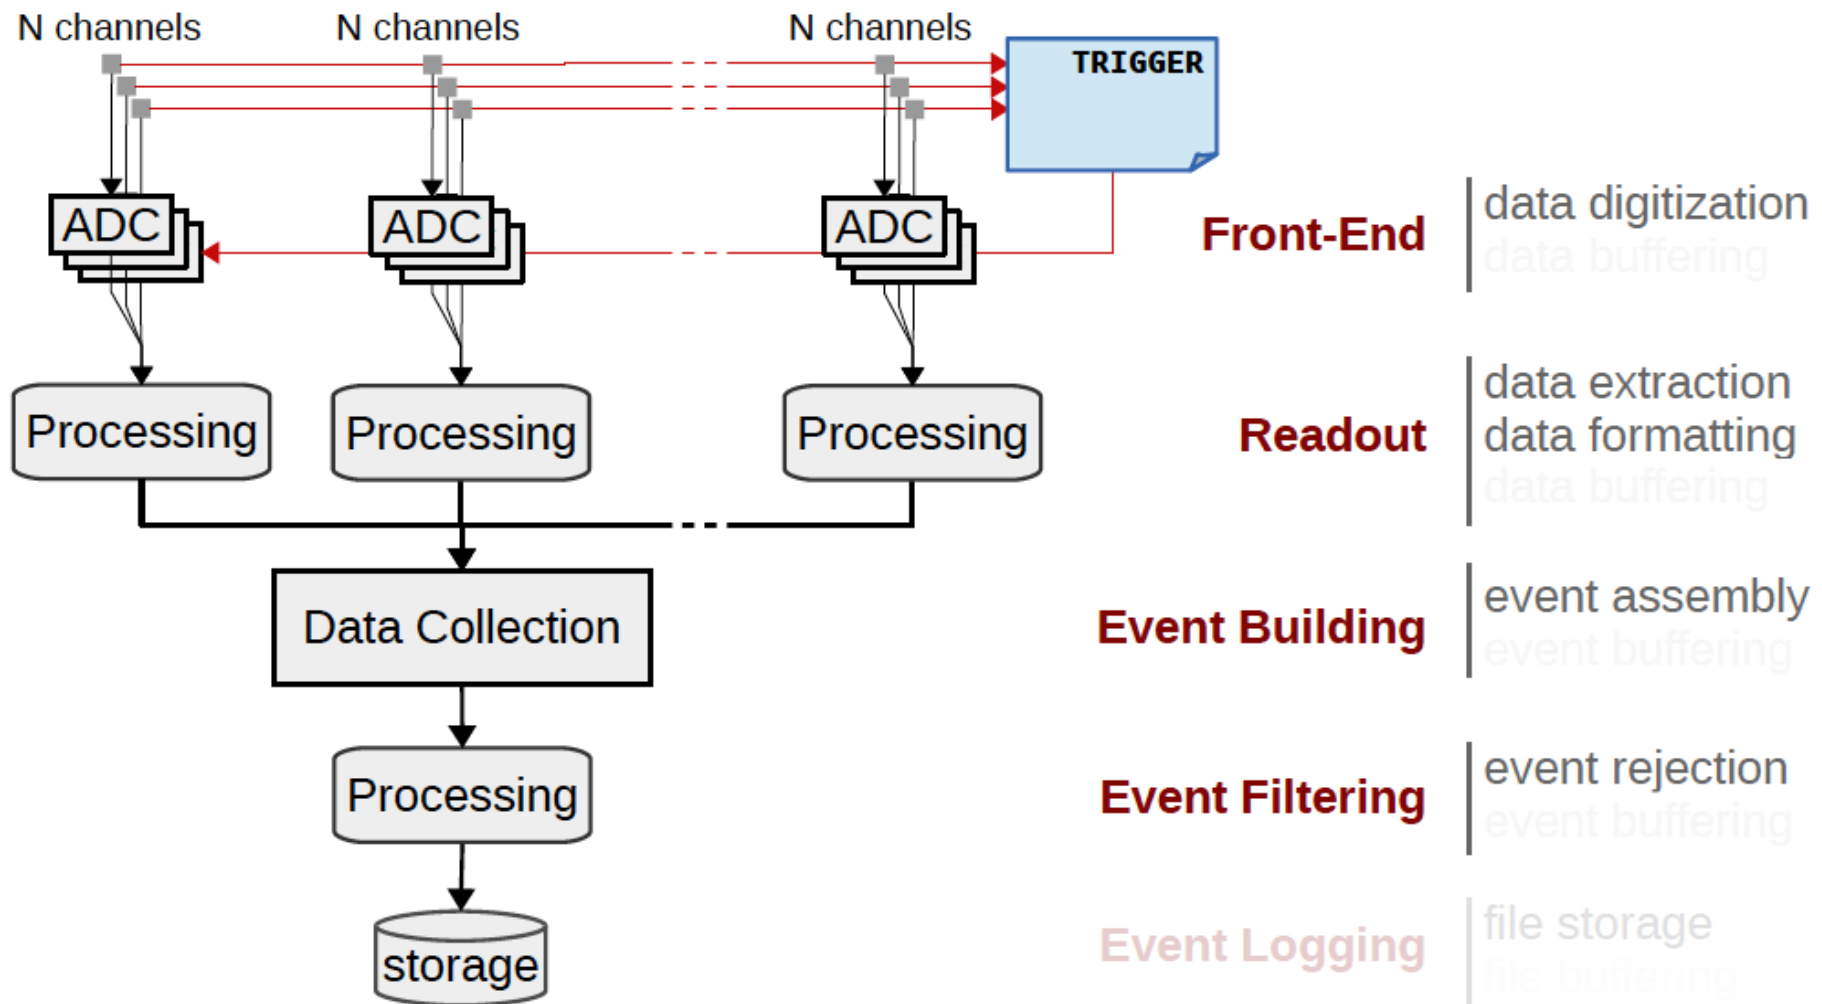 N channels
N channels
N channels
TRIGGER
ADC
ADC
ADC
Front-End
data digitization
data buffering
Processing
Processing
Processing
Readout
data extraction
data formatting
data buffering
Data Collection
Event Building
event assembly
event buffering
Processing
Event Filtering
event rejection
event buffering
storage
Event Logging
file storage
file buffering